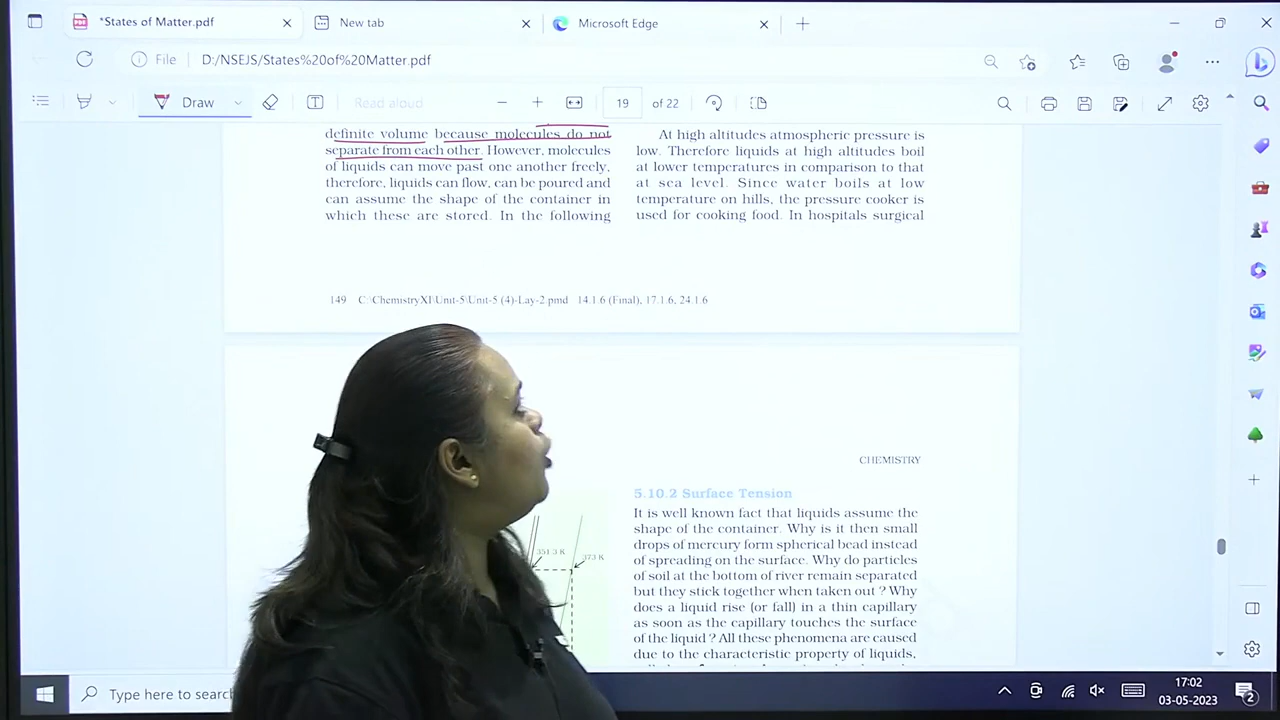 *States of Matter.pdf
New tab
Microsoft Edge
File
D:/NSEJS/States%20of%20Matter.pdf
Draw
Read aloud
19 of 22
definite volume because molecules do not
separate from each other. However, molecules
of liquids can move past one another freely,
therefore, liquids can flow, can be poured and
can assume the shape of the container in
which these are stored. In the following
At high altitudes atmospheric pressure is
low. Therefore liquids at high altitudes boil
at lower temperatures in comparison to that
at sea level. Since water boils at low
temperature on hills, the pressure cooker is
used for cooking food. In hospitals surgical
149 C:\ChemistryXI\Unit-5\Unit-5 (4)-Lay-2.pmd 14.1.6 (Final), 17.1.6, 24.1.6
CHEMISTRY
351.3 K
373 K
5.10.2 Surface Tension
It is well known fact that liquids assume the
shape of the container. Why is it then small
drops of mercury form spherical bead instead
of spreading on the surface. Why do particles
of soil at the bottom of river remain separated
but they stick together when taken out ? Why
does a liquid rise (or fall) in a thin capillary
as soon as the capillary touches the surface
of the liquid ? All these phenomena are caused
due to the characteristic property of liquids,
Type here to search
17:02
03-05-2023
2